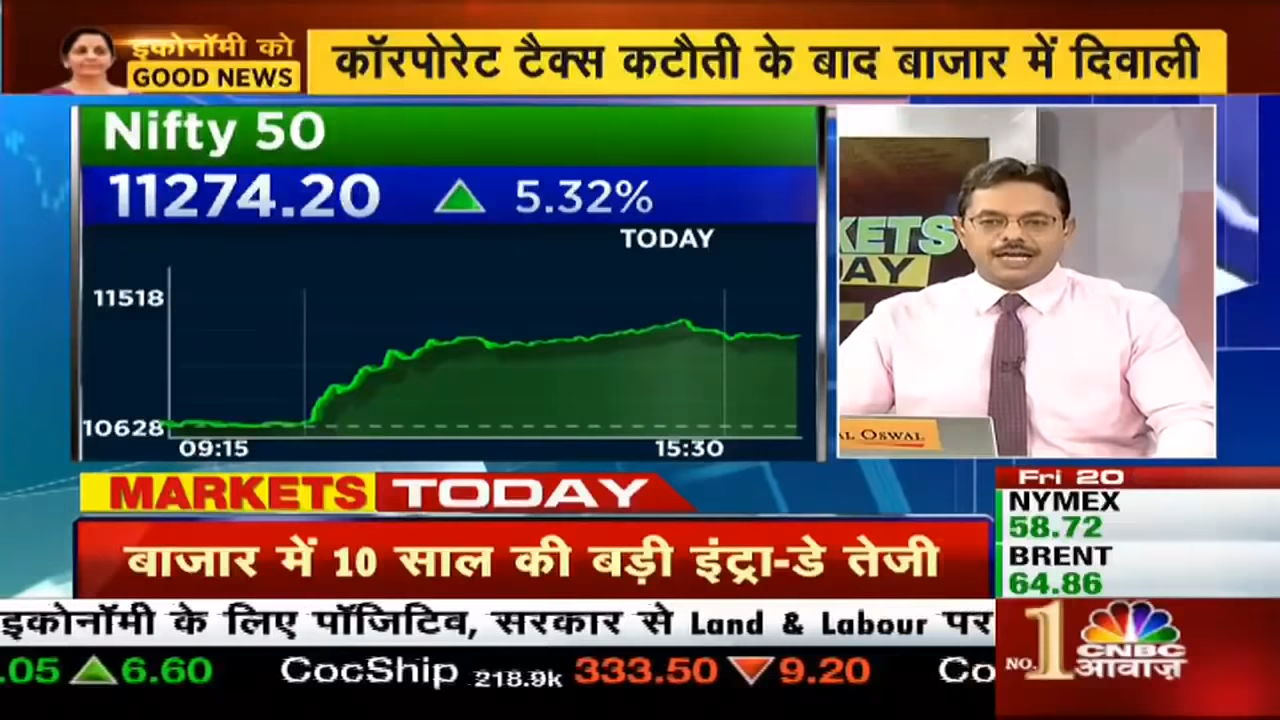 इकोनॉमी को
GOOD NEWS
कॉरपोरेट टैक्स कटौती के बाद बाजार में दिवाली
Nifty 50
11274.20 5.32%
TODAY
11518
10628
09:15 15:30
KETS
DAY
AL OSWAL
MARKETS TODAY
बाजार में 10 साल की बड़ी इंट्रा-डे तेजी
Fri 20
NYMEX
58.72
BRENT
64.86
इकोनॉमी के लिए पॉजिटिव, सरकार से Land & Labour पर
.05 6.60 CocShip 218.9k 333.50 9.20 Co
NO. 1 CNBC
आवाज़